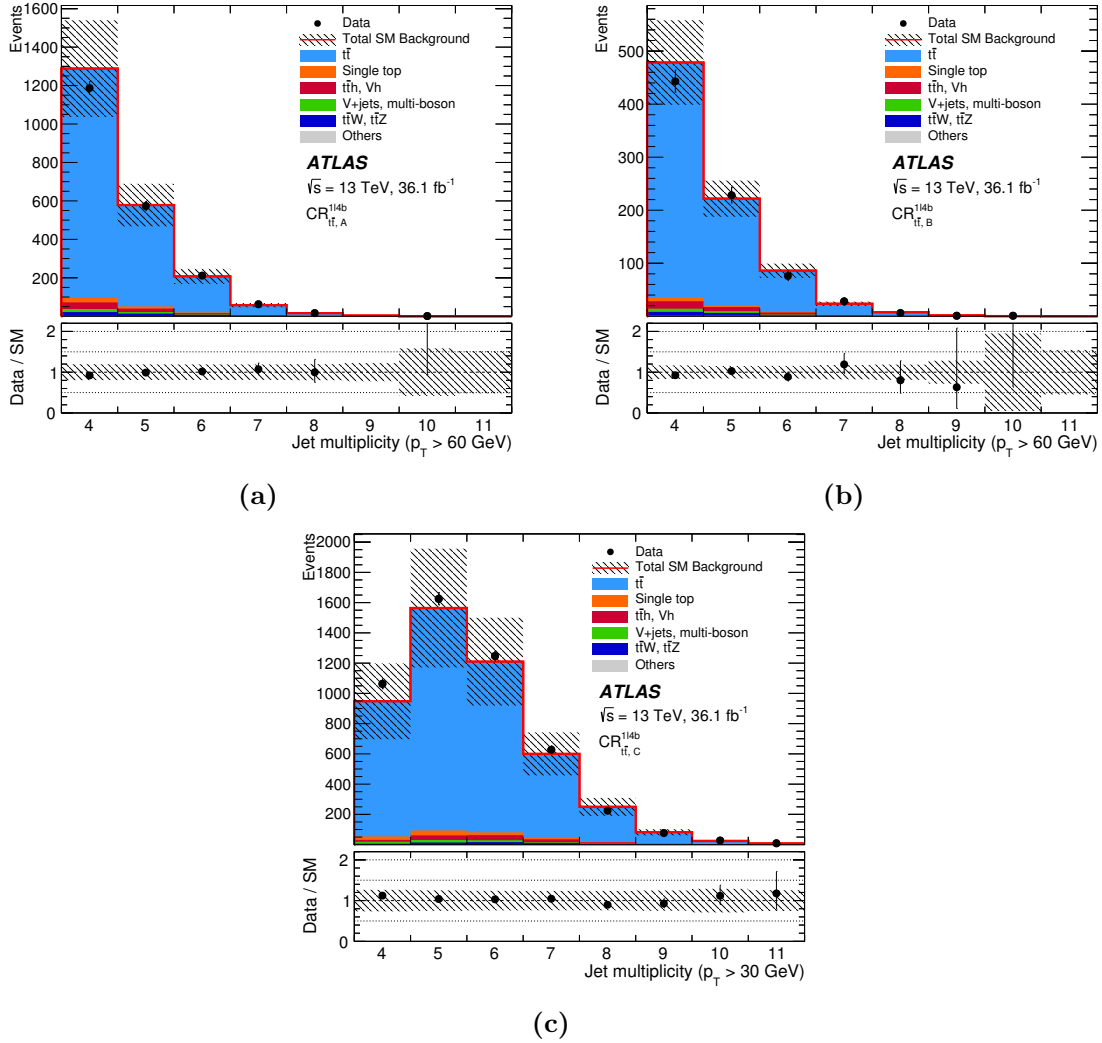 Events
1600
1400
1200
1000
800
600
400
200
Data
Total SM Background
tt̄
Single top
tt̄h, Vh
V+jets, multi-boson
tt̄W, tt̄Z
Others
ATLAS
√s = 13 TeV, 36.1 fb⁻¹
CR 1l4b tt̄, A
Data / SM
2
1
0
4 5 6 7 8 9 10 11
Jet multiplicity (p_T > 60 GeV)
(a)
Events
500
400
300
200
100
Data
Total SM Background
tt̄
Single top
tt̄h, Vh
V+jets, multi-boson
tt̄W, tt̄Z
Others
ATLAS
√s = 13 TeV, 36.1 fb⁻¹
CR 1l4b tt̄, B
Data / SM
2
1
0
4 5 6 7 8 9 10 11
Jet multiplicity (p_T > 60 GeV)
(b)
Events
2000
1800
1600
1400
1200
1000
800
600
400
200
Data
Total SM Background
tt̄
Single top
tt̄h, Vh
V+jets, multi-boson
tt̄W, tt̄Z
Others
ATLAS
√s = 13 TeV, 36.1 fb⁻¹
CR 1l4b tt̄, C
Data / SM
2
1
0
4 5 6 7 8 9 10 11
Jet multiplicity (p_T > 30 GeV)
(c)